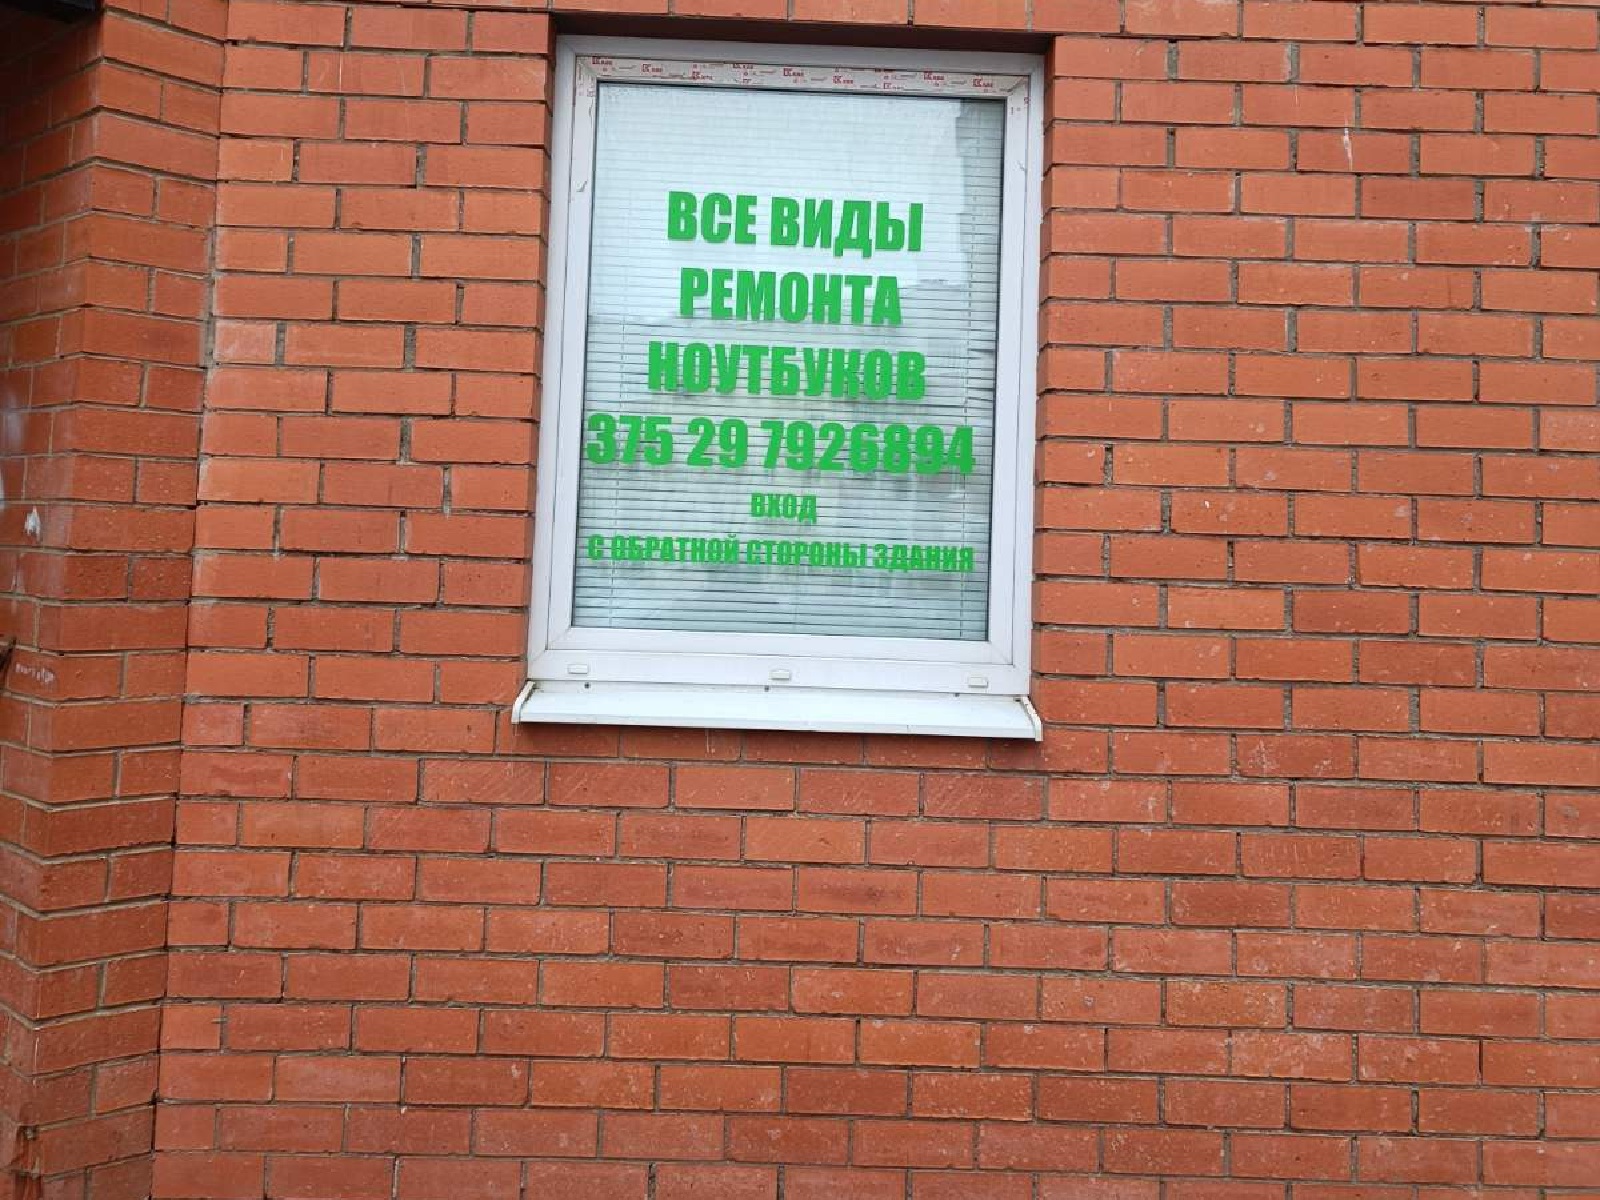 ВСЕ ВИДЫ
РЕМОНТА
НОУТБУКОВ
375 29 7926894
ВХОД
С ОБРАТНОЙ СТОРОНЫ ЗДАНИЯ